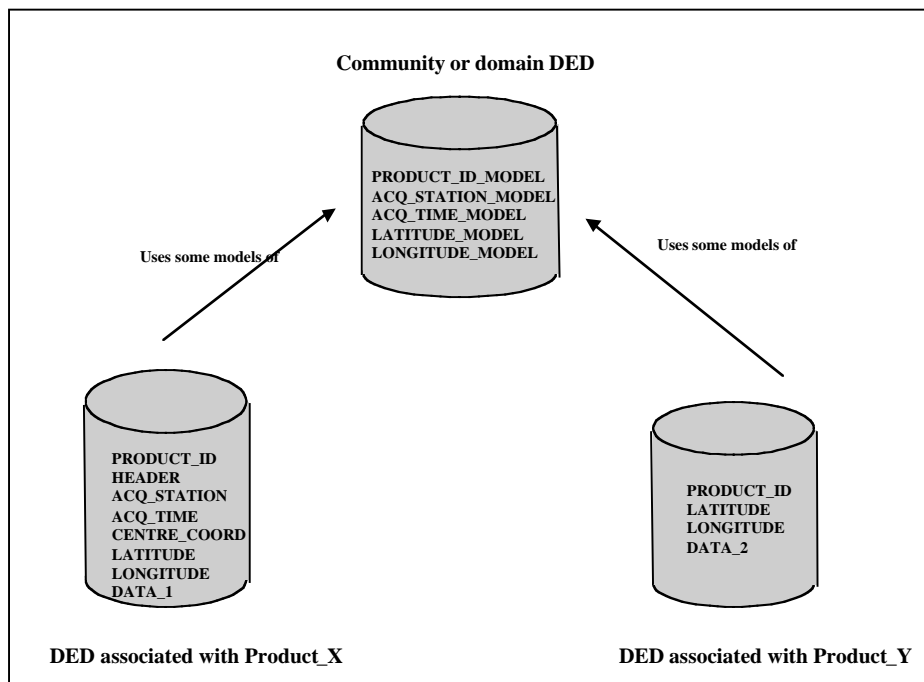 Community or domain DED
PRODUCT_ID_MODEL
ACQ_STATION_MODEL
ACQ_TIME_MODEL
LATITUDE_MODEL
LONGITUDE_MODEL
Uses some models of
Uses some models of
PRODUCT_ID
HEADER
ACQ_STATION
ACQ_TIME
CENTRE_COORD
LATITUDE
LONGITUDE
DATA_1
PRODUCT_ID
LATITUDE
LONGITUDE
DATA_2
DED associated with Product_X
DED associated with Product_Y